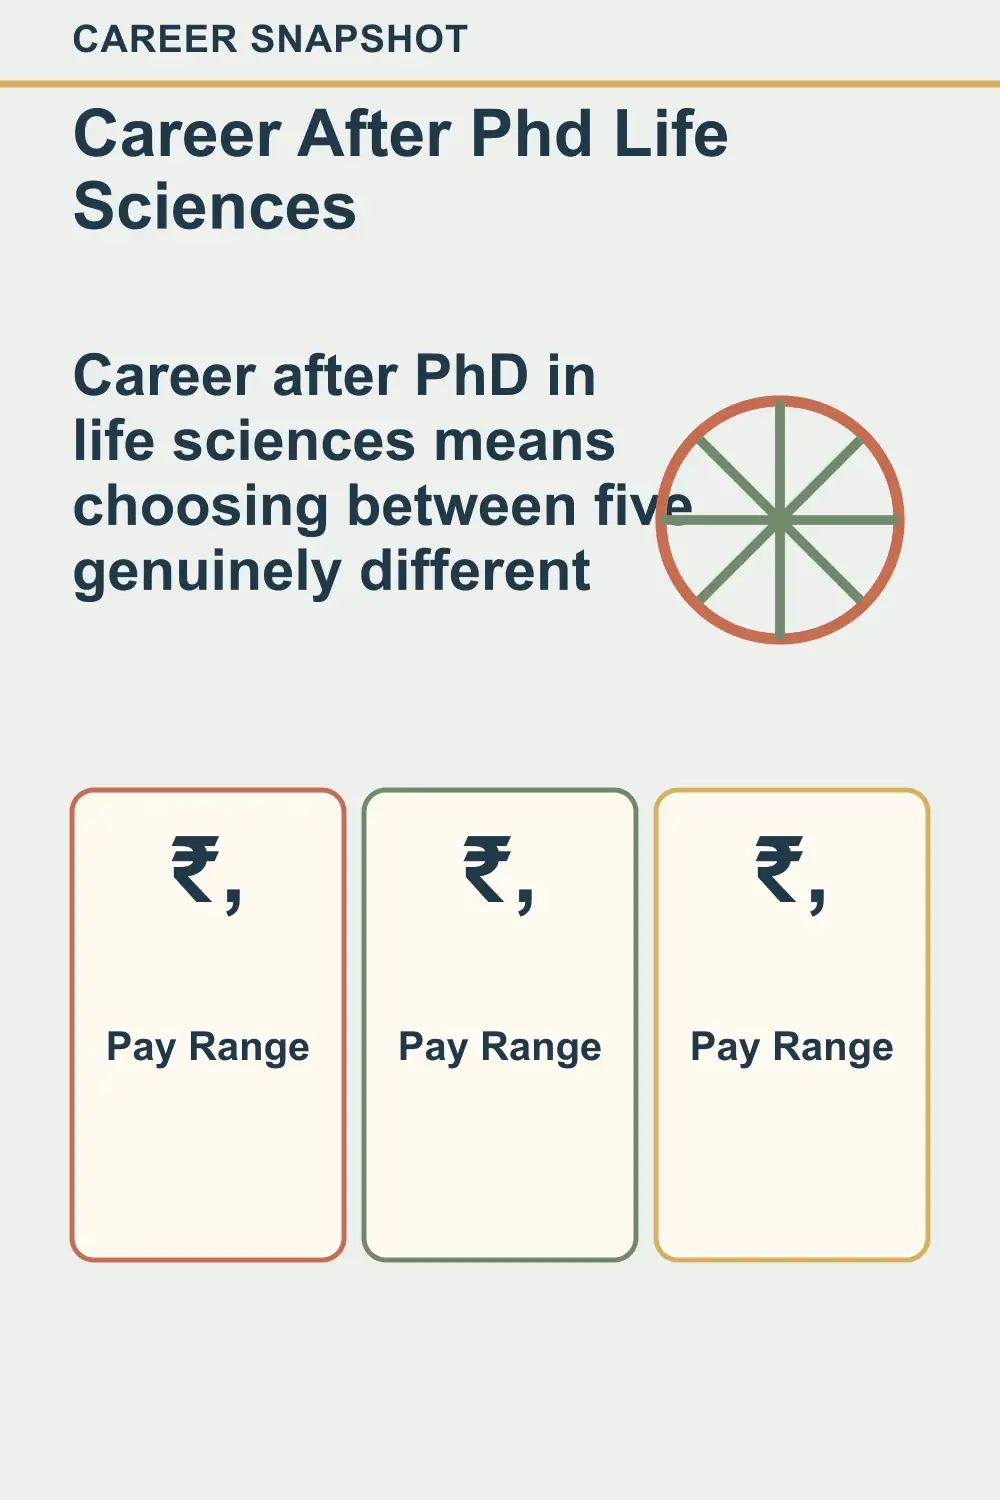 CAREER SNAPSHOT
Career After Phd Life
Sciences
Career after PhD in
life sciences means
choosing between five
genuinely different
₹,
₹,
₹,
Pay Range
Pay Range
Pay Range